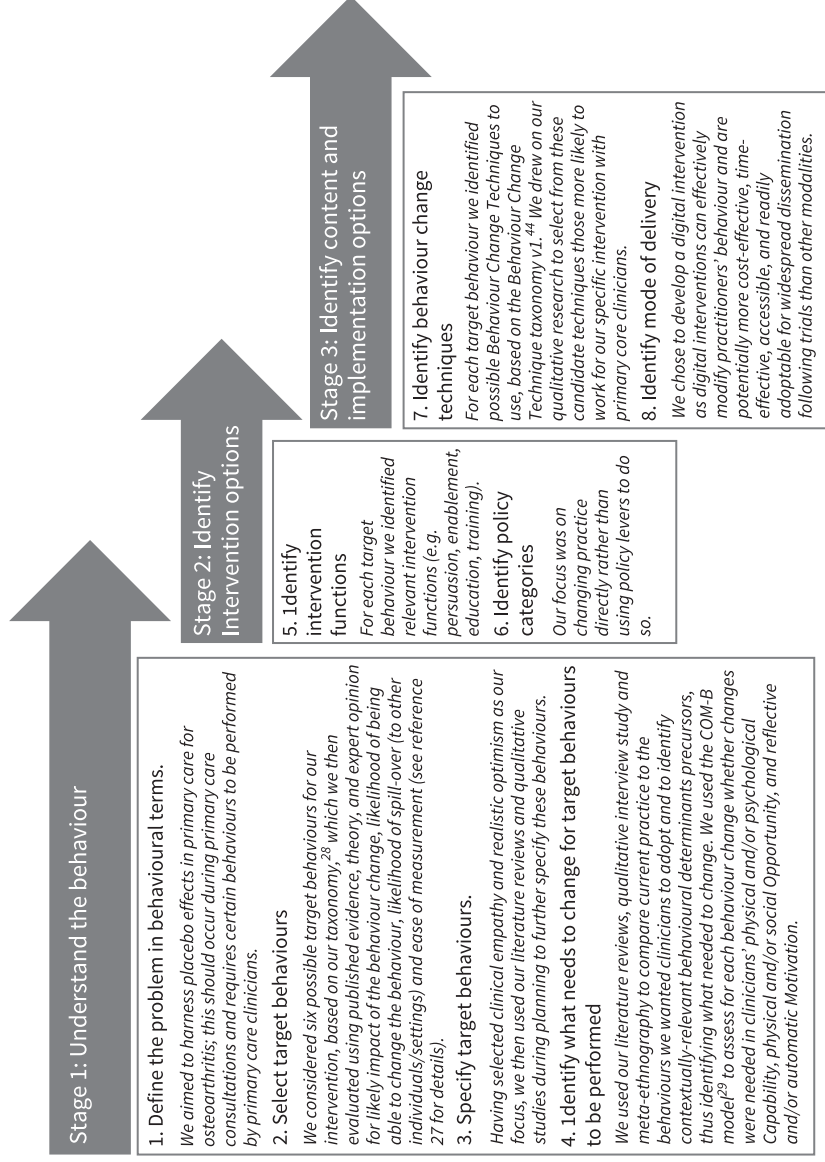 Stage 1: Understand the behaviour
1. Define the problem in behavioural terms.
We aimed to harness placebo effects in primary care for
osteoarthritis; this should occur during primary care
consultations and requires certain behaviours to be performed
by primary care clinicians.
2. Select target behaviours
We considered six possible target behaviours for our
intervention, based on our taxonomy,28 which we then
evaluated using published evidence, theory, and expert opinion
for likely impact of the behaviour change, likelihood of being
able to change the behaviour, likelihood of spill-over (to other
individuals/settings) and ease of measurement (see reference
27 for details).
3. Specify target behaviours.
Having selected clinical empathy and realistic optimism as our
focus, we then used our literature reviews and qualitative
studies during planning to further specify these behaviours.
4. 1dentify what needs to change for target behaviours
to be performed
We used our literature reviews, qualitative interview study and
meta-ethnography to compare current practice to the
behaviours we wanted clinicians to adopt and to identify
contextually-relevant behavioural determinants precursors,
thus identifying what needed to change. We used the COM-B
model29 to assess for each behaviour change whether changes
were needed in clinicians’ physical and/or psychological
Capability, physical and/or social Opportunity, and reflective
and/or automatic Motivation.
Stage 2: Identify
Intervention options
5. 1dentify
intervention
functions
For each target
behaviour we identified
relevant intervention
functions (e.g.
persuasion, enablement,
education, training).
6. Identify policy
categories
Our focus was on
changing practice
directly rather than
using policy levers to do
so.
Stage 3: Identify content and
implementation options
7. Identify behaviour change
techniques
For each target behaviour we identified
possible Behaviour Change Techniques to
use, based on the Behaviour Change
Technique taxonomy v1.44 We drew on our
qualitative research to select from these
candidate techniques those more likely to
work for our specific intervention with
primary core clinicians.
8. Identify mode of delivery
We chose to develop a digital intervention
as digital interventions can effectively
modify practitioners’ behaviour and are
potentially more cost-effective, time-
effective, accessible, and readily
adoptable for widespread dissemination
following trials than other modalities.